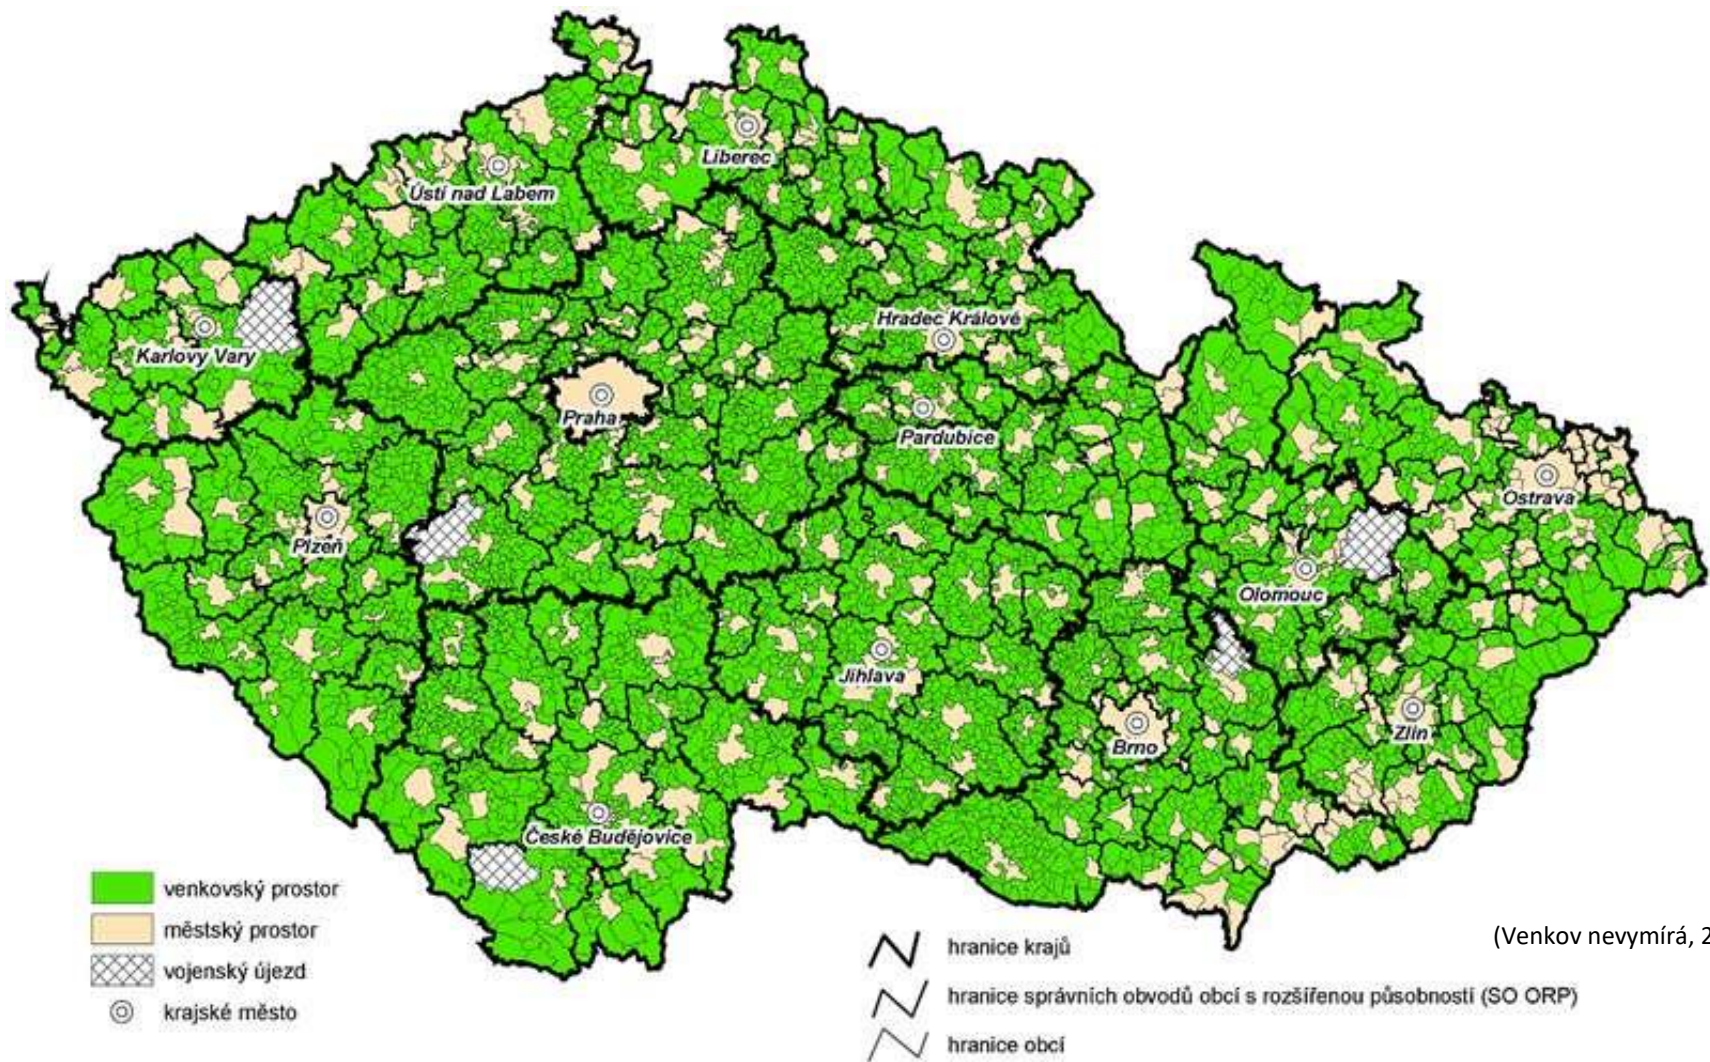 Liberec
Ústí nad Labem
Hradec Králové
Karlovy Vary
Praha
Pardubice
Ostrava
Plzeň
Olomouc
Jihlava
Zlín
Brno
České Budějovice
venkovský prostor
městský prostor
vojenský újezd
krajské město
hranice krajů
hranice správních obvodů obcí s rozšířenou působností (SO ORP)
hranice obcí
(Venkov nevymírá, 2